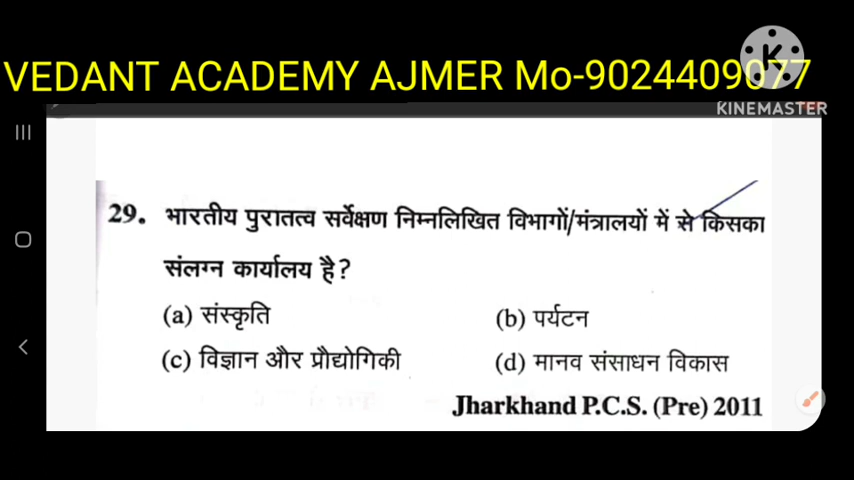 VEDANT ACADEMY AJMER Mo-9024409077
KINEMASTER
29. भारतीय पुरातत्व सर्वेक्षण निम्नलिखित विभागों/मंत्रालयों में से किसका
संलग्न कार्यालय है?
(a) संस्कृति (b) पर्यटन
(c) विज्ञान और प्रौद्योगिकी (d) मानव संसाधन विकास
Jharkhand P.C.S. (Pre) 2011